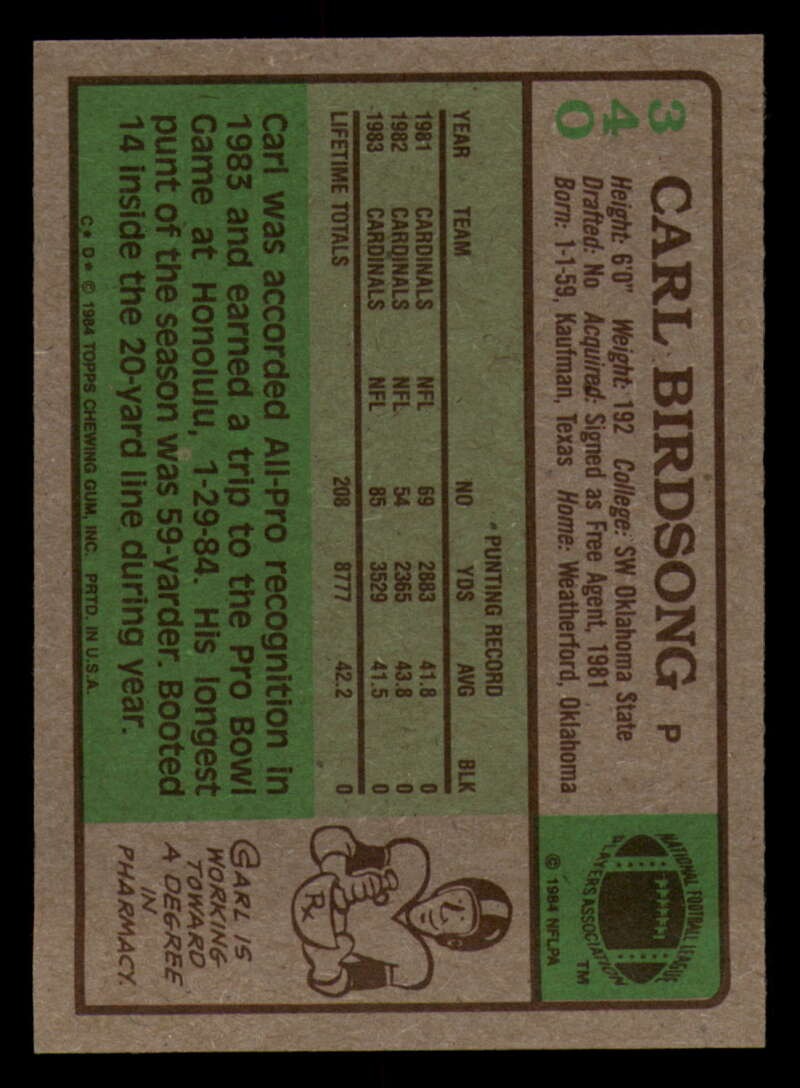 340
CARL BIRDSONG P
Height: 6'0" Weight: 192 College: SW Oklahoma State
Drafted: No Acquired: Signed as Free Agent, 1981
Born: 1-1-59, Kaufman, Texas Home: Weatherford, Oklahoma
NATIONAL FOOTBALL LEAGUE
PLAYERS ASSOCIATION
TM
© 1984 NFLPA
PUNTING RECORD
YEAR TEAM NO YDS AVG BLK
1981 CARDINALS NFL 69 2883 41.8 0
1982 CARDINALS NFL 54 2365 43.8 0
1983 CARDINALS NFL 85 3529 41.5 0
LIFETIME TOTALS 208 8777 42.2 0
Carl was accorded All-Pro recognition in
1983 and earned a trip to the Pro Bowl
Game at Honolulu, 1-29-84. His longest
punt of the season was 59-yarder. Booted
14 inside the 20-yard line during year.
C* D* © 1984 TOPPS CHEWING GUM, INC. PRTD. IN U.S.A.
Rx
CARL IS
WORKING
TOWARD
A DEGREE
IN
PHARMACY.